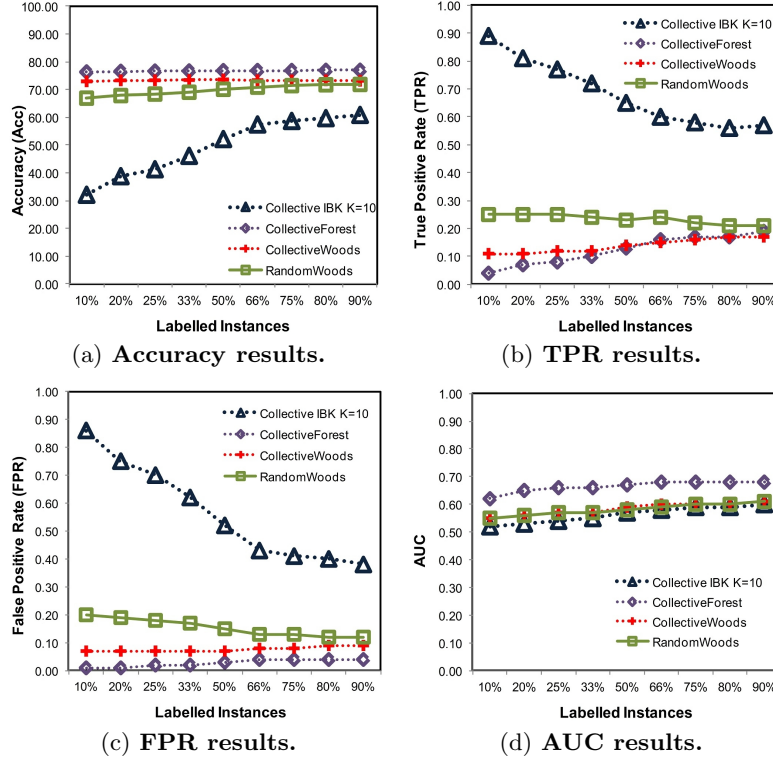 100.00
90.00
80.00
70.00
60.00
50.00
40.00
30.00
20.00
10.00
0.00
Accuracy (Acc)
Collective IBK K=10
CollectiveForest
CollectiveWoods
RandomWoods
10% 20% 25% 33% 50% 66% 75% 80% 90%
Labelled Instances
(a) Accuracy results.
1.00
0.90
0.80
0.70
0.60
0.50
0.40
0.30
0.20
0.10
0.00
True Positive Rate (TPR)
Collective IBK K=10
CollectiveForest
CollectiveWoods
RandomWoods
10% 20% 25% 33% 50% 66% 75% 80% 90%
Labelled Instances
(b) TPR results.
1.00
0.90
0.80
0.70
0.60
0.50
0.40
0.30
0.20
0.10
0.00
False Positive Rate (FPR)
Collective IBK K=10
CollectiveForest
CollectiveWoods
RandomWoods
10% 20% 25% 33% 50% 66% 75% 80% 90%
Labelled Instances
(c) FPR results.
1.00
0.90
0.80
0.70
0.60
0.50
0.40
0.30
0.20
0.10
0.00
AUC
Collective IBK K=10
CollectiveForest
CollectiveWoods
RandomWoods
10% 20% 25% 33% 50% 66% 75% 80% 90%
Labelled Instances
(d) AUC results.